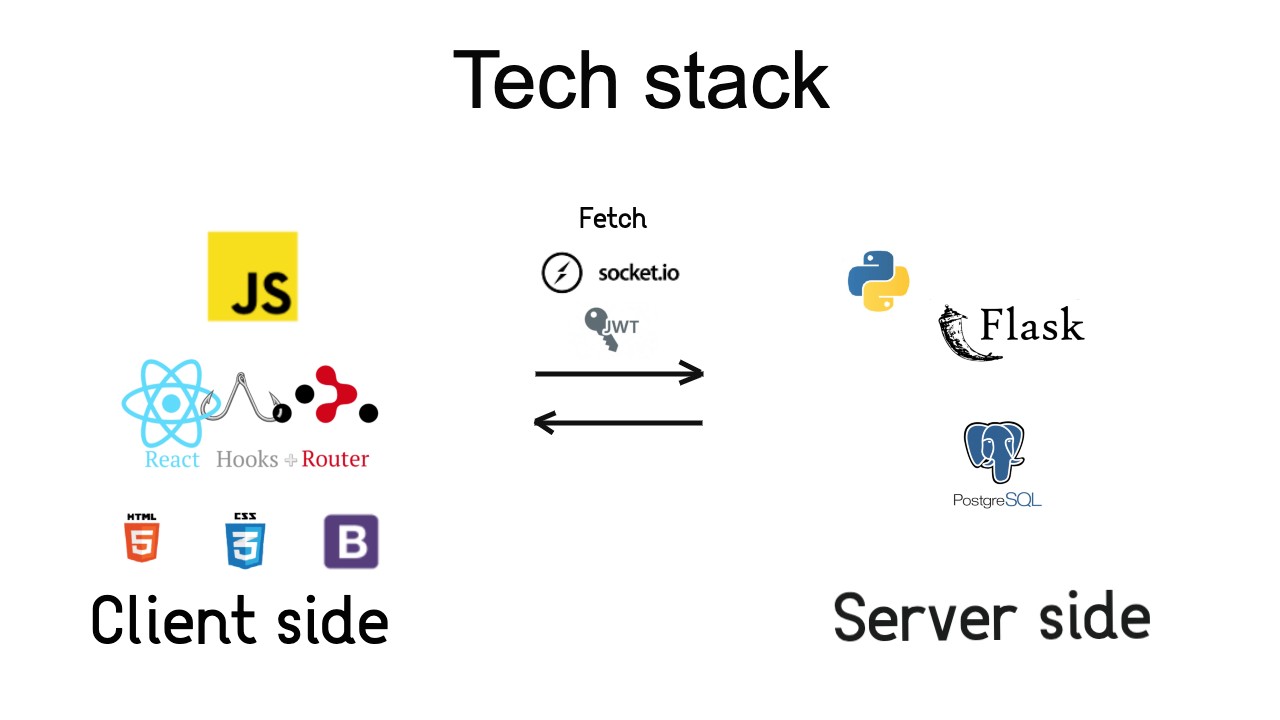 Tech stack
Fetch
socket.io
JWT
JS
React Hooks + Router
HTML
5
CSS
3
B
Client side
Flask
PostgreSQL
Server side